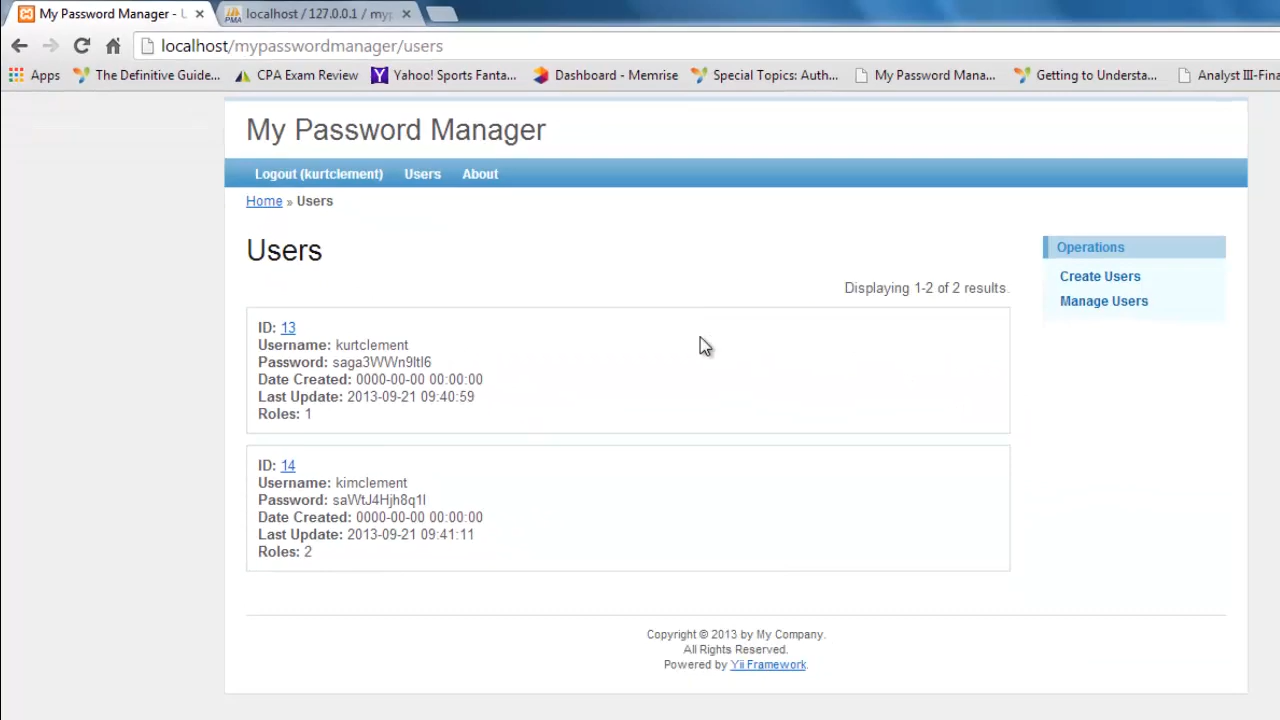 My Password Manager - U
localhost / 127.0.0.1 / myp
localhost/mypasswordmanager/users
Apps The Definitive Guide... CPA Exam Review Yahoo! Sports Fanta... Dashboard - Memrise Special Topics: Auth... My Password Mana... Getting to Understa... Analyst III-Fina
My Password Manager
Logout (kurtclement) Users About
Home » Users
Users
Displaying 1-2 of 2 results.
ID: 13
Username: kurtclement
Password: saga3WWn9ltl6
Date Created: 0000-00-00 00:00:00
Last Update: 2013-09-21 09:40:59
Roles: 1
ID: 14
Username: kimclement
Password: saWtJ4Hjh8q1I
Date Created: 0000-00-00 00:00:00
Last Update: 2013-09-21 09:41:11
Roles: 2
Operations
Create Users
Manage Users
Copyright © 2013 by My Company.
All Rights Reserved.
Powered by Yii Framework.